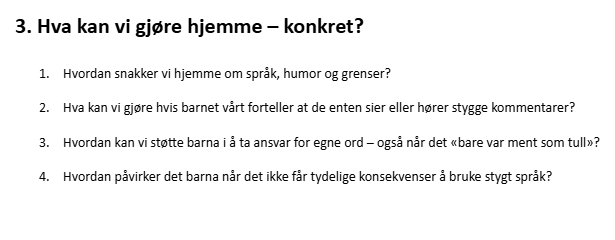 3. Hva kan vi gjøre hjemme – konkret?
1. Hvordan snakker vi hjemme om språk, humor og grenser?
2. Hva kan vi gjøre hvis barnet vårt forteller at de enten sier eller hører stygge kommentarer?
3. Hvordan kan vi støtte barna i å ta ansvar for egne ord – også når det «bare var ment som tull»?
4. Hvordan påvirker det barna når det ikke får tydelige konsekvenser å bruke stygt språk?